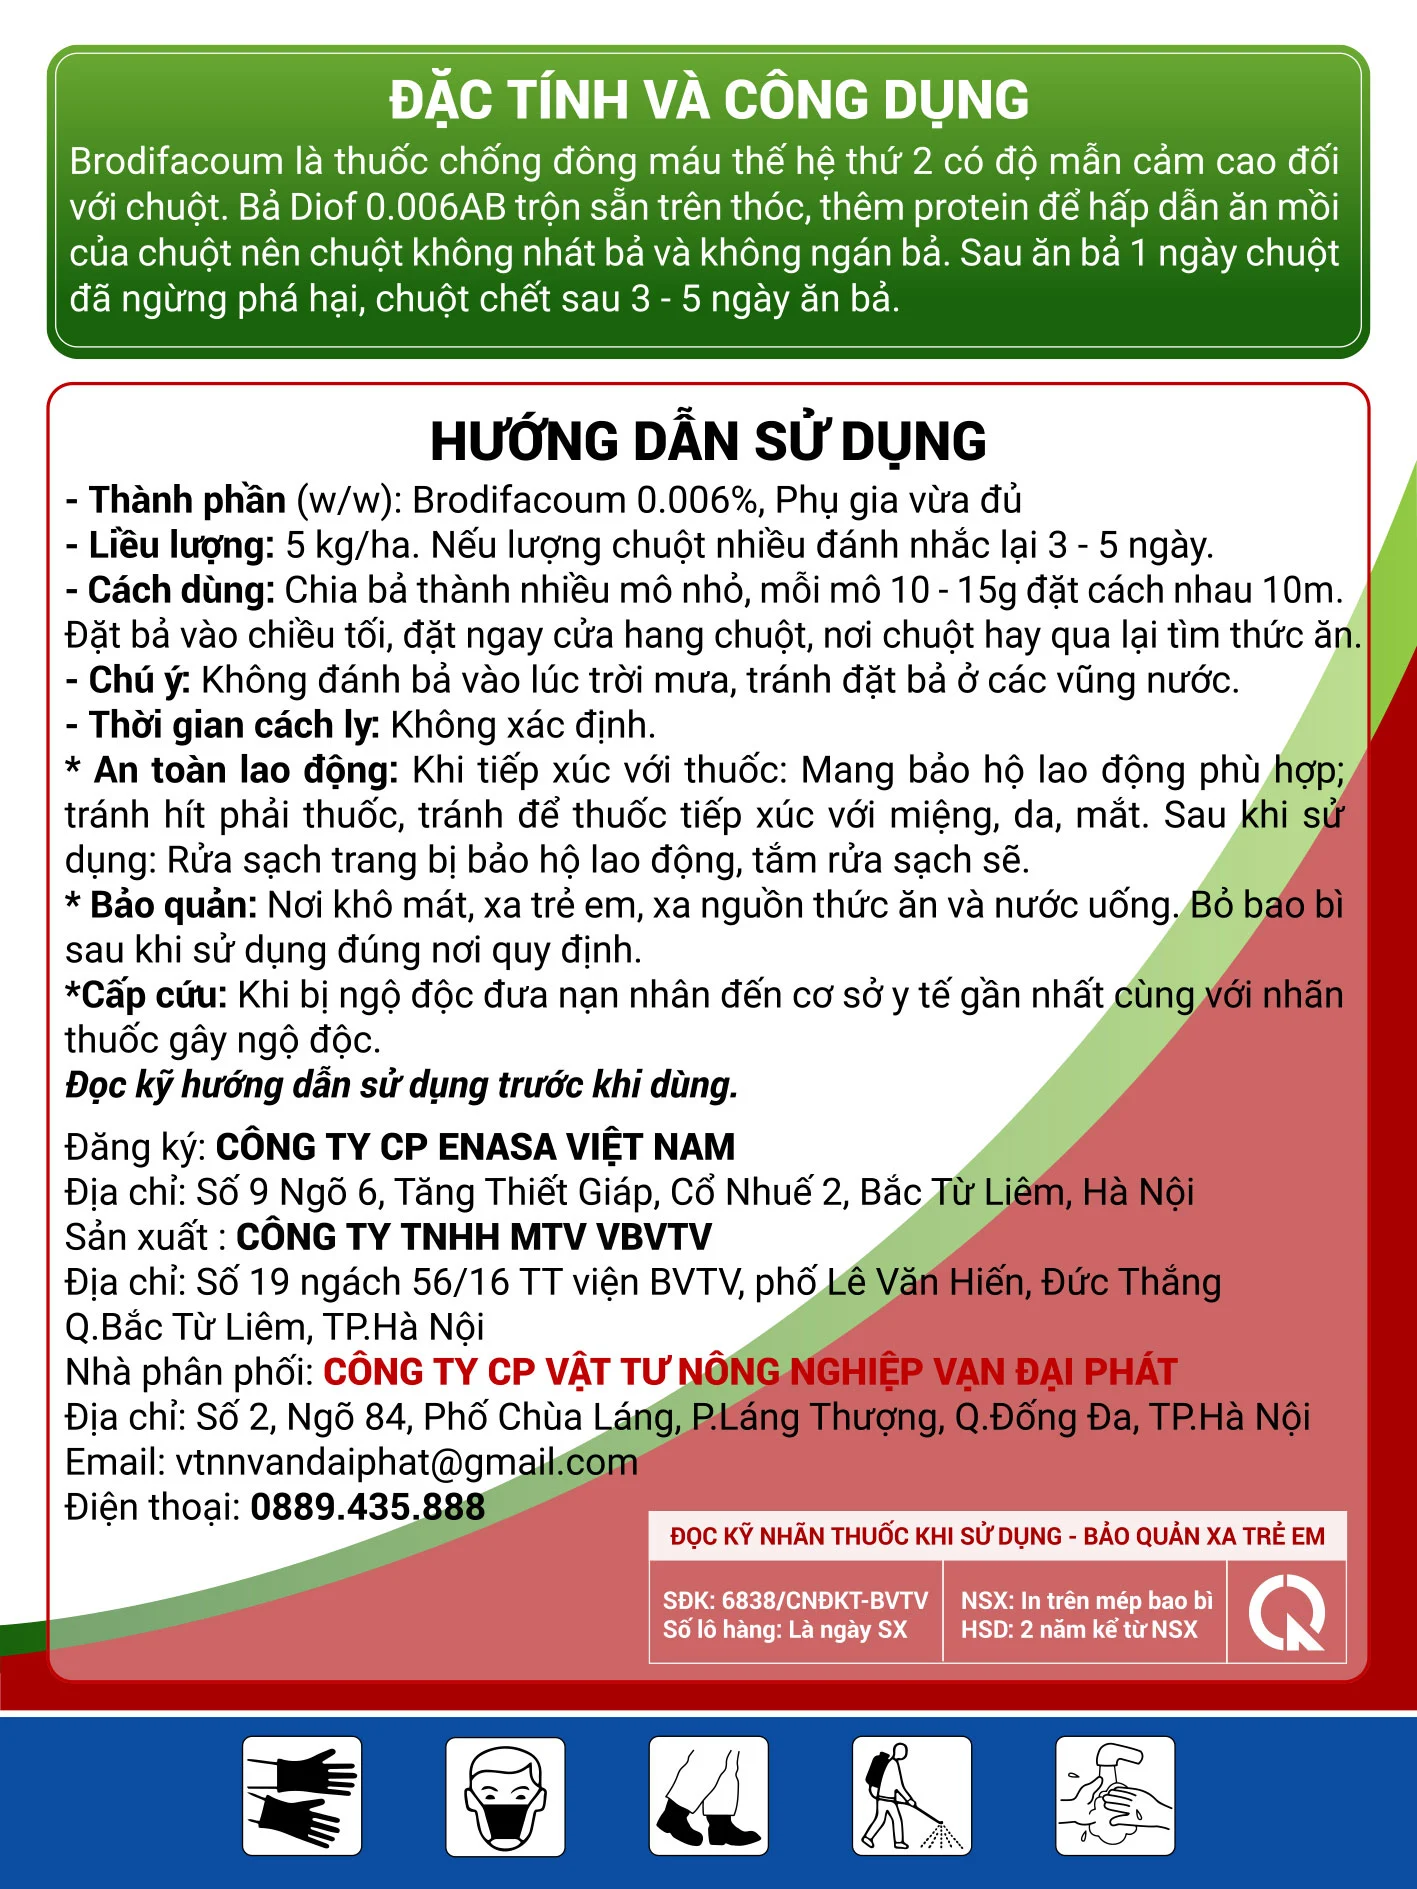 ĐẶC TÍNH VÀ CÔNG DỤNG
Brodifacoum là thuốc chống đông máu thế hệ thứ 2 có độ mẫn cảm cao đối
với chuột. Bả Diof 0.006AB trộn sẵn trên thóc, thêm protein để hấp dẫn ăn mồi
của chuột nên chuột không nhát bả và không ngán bả. Sau ăn bả 1 ngày chuột
đã ngừng phá hại, chuột chết sau 3 - 5 ngày ăn bả.
HƯỚNG DẪN SỬ DỤNG
- Thành phần (w/w): Brodifacoum 0.006%, Phụ gia vừa đủ
- Liều lượng: 5 kg/ha. Nếu lượng chuột nhiều đánh nhắc lại 3 - 5 ngày.
- Cách dùng: Chia bả thành nhiều mô nhỏ, mỗi mô 10 - 15g đặt cách nhau 10m.
Đặt bả vào chiều tối, đặt ngay cửa hang chuột, nơi chuột hay qua lại tìm thức ăn.
- Chú ý: Không đánh bả vào lúc trời mưa, tránh đặt bả ở các vũng nước.
- Thời gian cách ly: Không xác định.
* An toàn lao động: Khi tiếp xúc với thuốc: Mang bảo hộ lao động phù hợp;
tránh hít phải thuốc, tránh để thuốc tiếp xúc với miệng, da, mắt. Sau khi sử
dụng: Rửa sạch trang bị bảo hộ lao động, tắm rửa sạch sẽ.
* Bảo quản: Nơi khô mát, xa trẻ em, xa nguồn thức ăn và nước uống. Bỏ bao bì
sau khi sử dụng đúng nơi quy định.
*Cấp cứu: Khi bị ngộ độc đưa nạn nhân đến cơ sở y tế gần nhất cùng với nhãn
thuốc gây ngộ độc.
Đọc kỹ hướng dẫn sử dụng trước khi dùng.
Đăng ký: CÔNG TY CP ENASA VIỆT NAM
Địa chỉ: Số 9 Ngõ 6, Tăng Thiết Giáp, Cổ Nhuế 2, Bắc Từ Liêm, Hà Nội
Sản xuất : CÔNG TY TNHH MTV VBVTV
Địa chỉ: Số 19 ngách 56/16 TT viện BVTV, phố Lê Văn Hiến, Đức Thắng
Q.Bắc Từ Liêm, TP.Hà Nội
Nhà phân phối: CÔNG TY CP VẬT TƯ NÔNG NGHIỆP VẠN ĐẠI PHÁT
Địa chỉ: Số 2, Ngõ 84, Phố Chùa Láng, P.Láng Thượng, Q.Đống Đa, TP.Hà Nội
Email: vtnnvandaiphat@gmail.com
Điện thoại: 0889.435.888
ĐỌC KỸ NHÃN THUỐC KHI SỬ DỤNG - BẢO QUẢN XA TRẺ EM
SĐK: 6838/CNĐKT-BVTV
Số lô hàng: Là ngày SX
NSX: In trên mép bao bì
HSD: 2 năm kể từ NSX